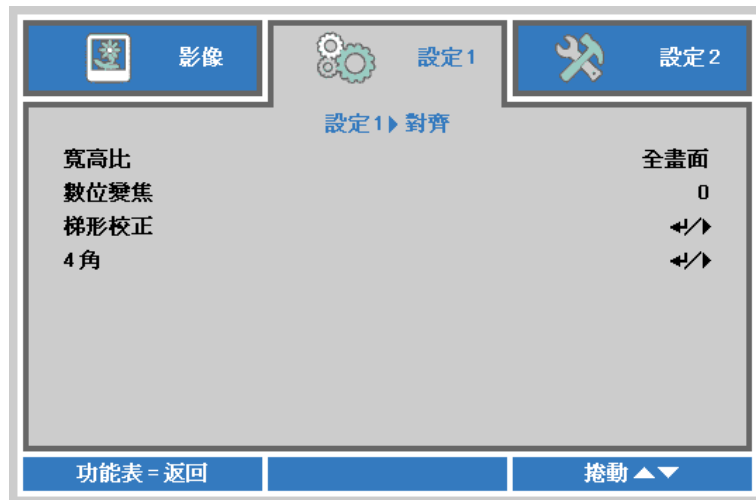 影像 設定1 設定2
設定1▶對齊
寬高比 全畫面
數位變焦 0
梯形校正 ↵/▶
4角 ↵/▶
功能表=返回 捲動▲▼